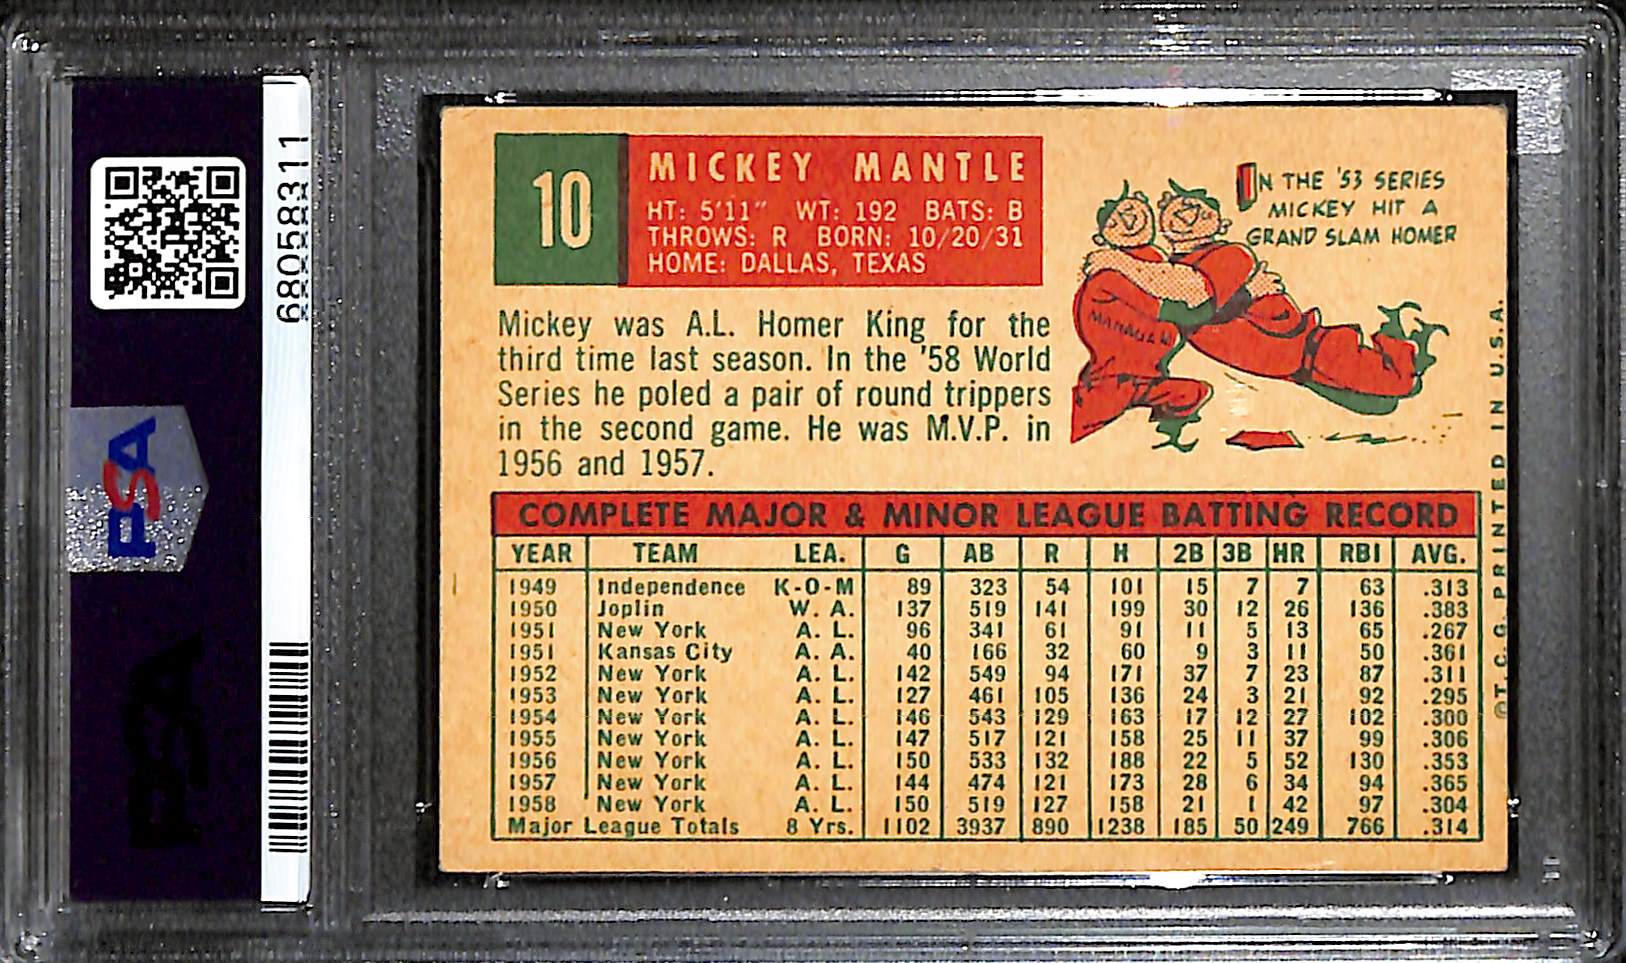 68058311
PSA
PSA
10
MICKEY MANTLE
HT: 5'11" WT: 192 BATS: B
THROWS: R BORN: 10/20/31
HOME: DALLAS, TEXAS
IN THE '53 SERIES
MICKEY HIT A
GRAND SLAM HOMER
Mickey was A.L. Homer King for the
third time last season. In the '58 World
Series he poled a pair of round trippers
in the second game. He was M.V.P. in
1956 and 1957.
COMPLETE MAJOR & MINOR LEAGUE BATTING RECORD
YEAR TEAM LEA. G AB R H 2B 3B HR RBI AVG.
1949 Independence K-O-M 89 323 54 101 15 7 7 63 .313
1950 Joplin W. A. 137 519 141 199 30 12 26 136 .383
1951 New York A. L. 96 341 61 91 11 5 13 65 .267
1951 Kansas City A. A. 40 166 32 60 9 3 11 50 .361
1952 New York A. L. 142 549 94 171 37 7 23 87 .311
1953 New York A. L. 127 461 105 136 24 3 21 92 .295
1954 New York A. L. 146 543 129 163 17 12 27 102 .300
1955 New York A. L. 147 517 121 158 25 11 37 99 .306
1956 New York A. L. 150 533 132 188 22 5 52 130 .353
1957 New York A. L. 144 474 121 173 28 6 34 94 .365
1958 New York A. L. 150 519 127 158 21 1 42 97 .304
Major League Totals 8 Yrs. 1102 3937 890 1238 185 50 249 766 .314
©T. C. G. PRINTED IN U.S.A.